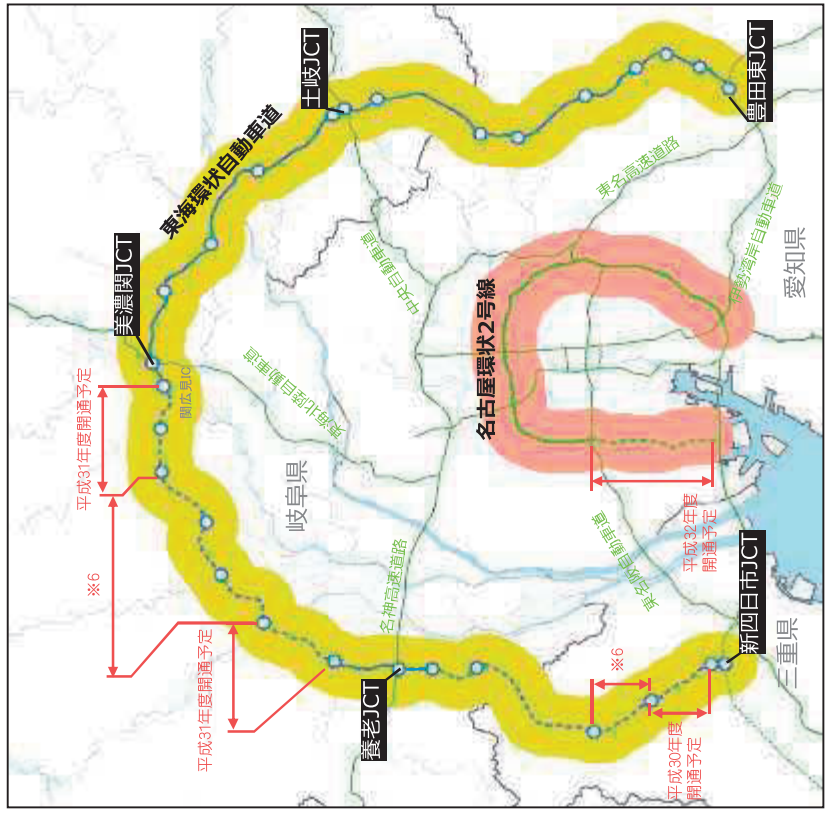 土岐JCT
豊田東JCT
東海環状自動車道
美濃関JCT
東名高速道路
伊勢湾岸自動車道
愛知県
中央自動車道
名古屋環状2号線
東海北陸自動車道
関広見IC
平成31年度開通予定
岐阜県
※6
平成32年度
開通予定
東名阪自動車道
名神高速道路
平成31年度開通予定
養老JCT
新四日市JCT
三重県
※6
平成30年度
開通予定